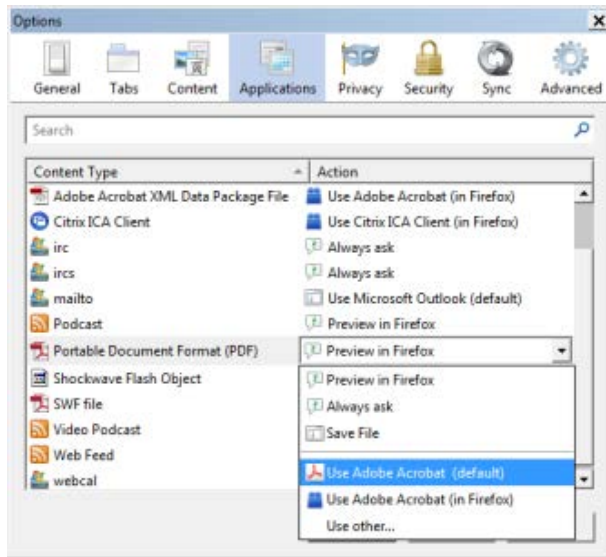 Options
General Tabs Content Applications Privacy Security Sync Advanced
Search
Content Type Action
Adobe Acrobat XML Data Package File Use Adobe Acrobat (in Firefox)
Citrix ICA Client Use Citrix ICA Client (in Firefox)
irc Always ask
ircs Always ask
mailto Use Microsoft Outlook (default)
Podcast Preview in Firefox
Portable Document Format (PDF) Preview in Firefox
Shockwave Flash Object Preview in Firefox
SWF file Always ask
Video Podcast Save File
Web Feed
webcal Use Adobe Acrobat (default)
Use Adobe Acrobat (in Firefox)
Use other...